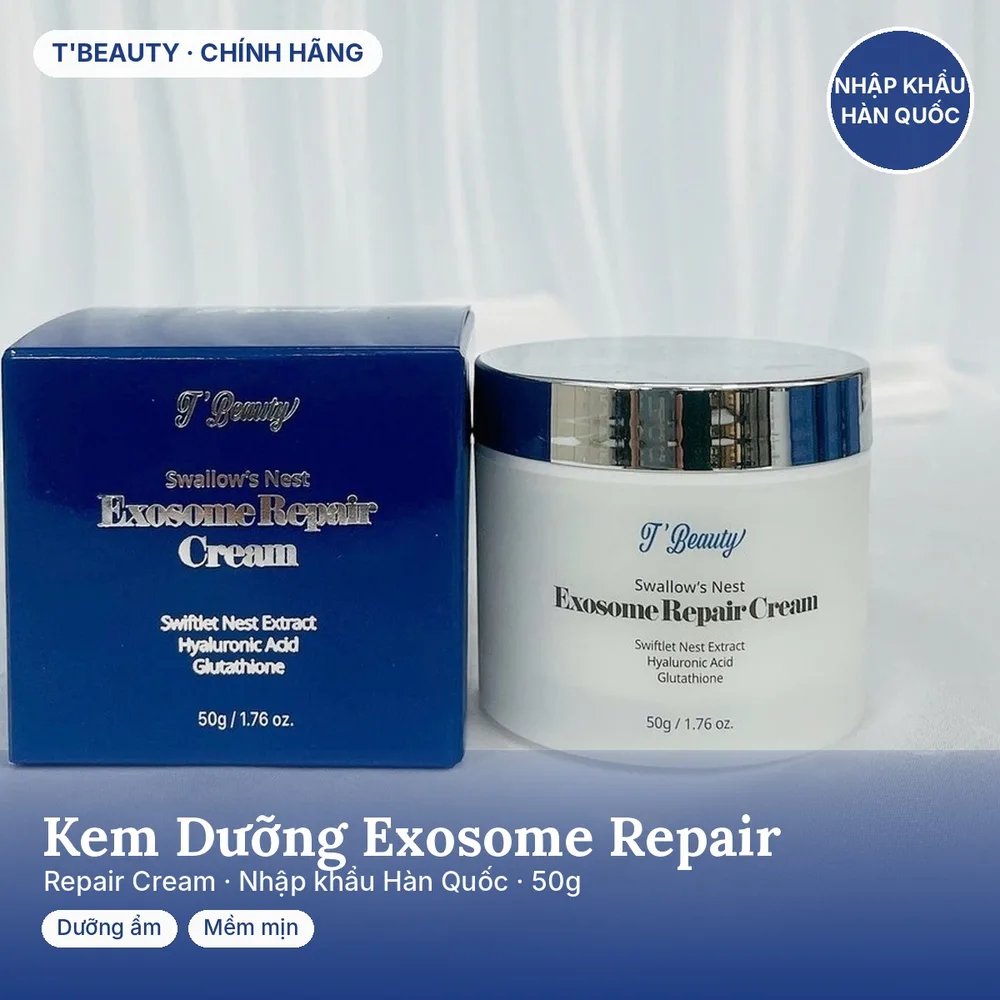 T'BEAUTY · CHÍNH HÃNG
NHẬP KHẨU
HÀN QUỐC
T'Beauty
Swallow's Nest
Exosome Repair
Cream
Swiftlet Nest Extract
Hyaluronic Acid
Glutathione
50g / 1.76 oz.
T'Beauty
Swallow's Nest
Exosome Repair Cream
Swiftlet Nest Extract
Hyaluronic Acid
Glutathione
50g / 1.76 oz.
Kem Dưỡng Exosome Repair
Repair Cream · Nhập khẩu Hàn Quốc · 50g
Dưỡng ẩm
Mềm mịn